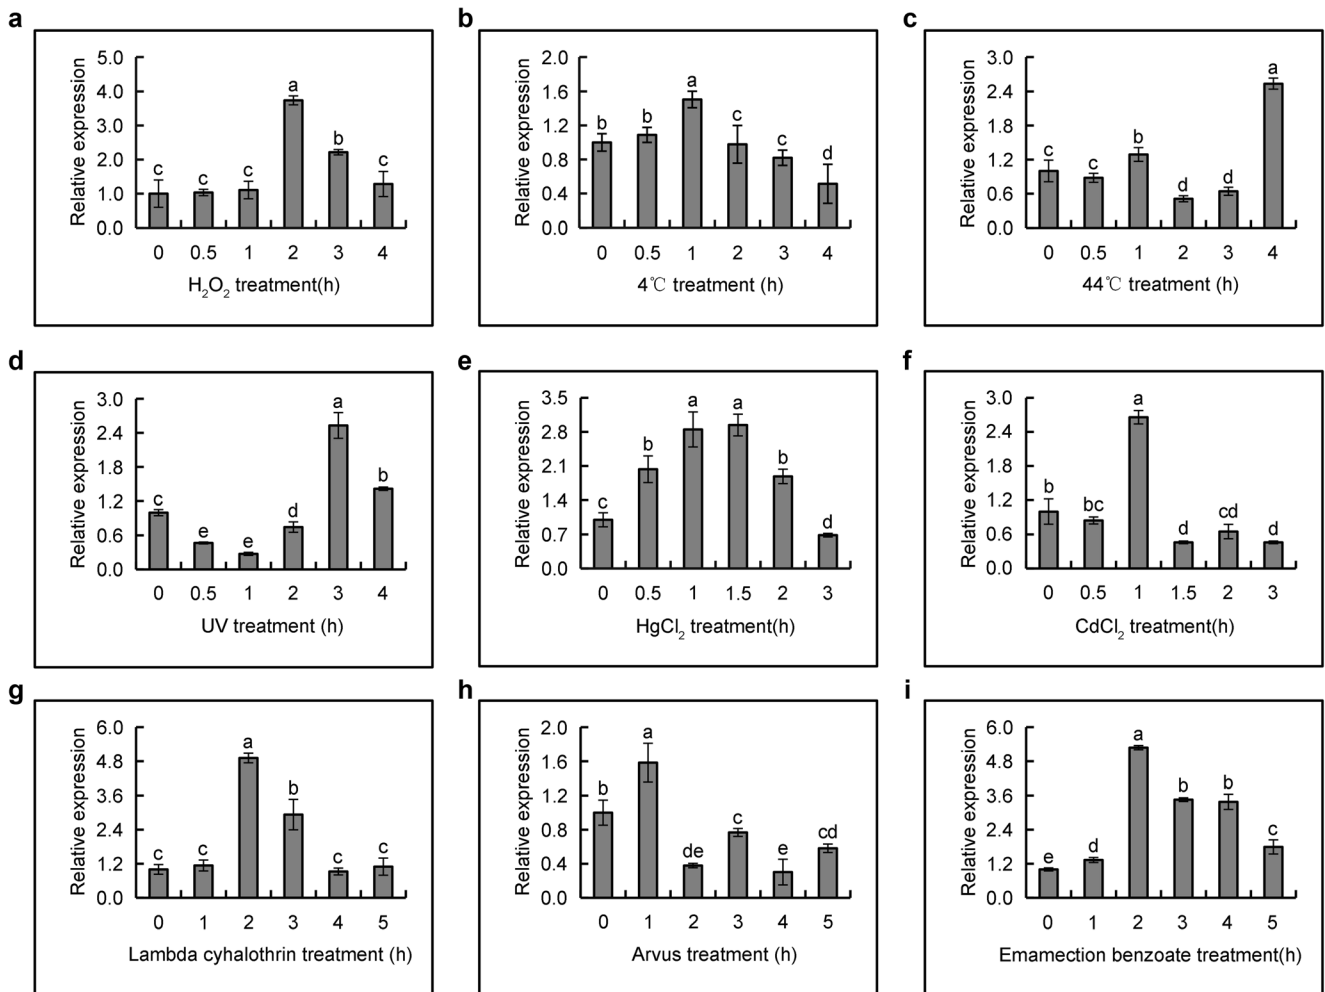 a
Relative expression
5.0
4.0
3.0
2.0
1.0
0.0
c c c a b c
0 0.5 1 2 3 4
H₂O₂ treatment(h)
b
Relative expression
2.0
1.6
1.2
0.8
0.4
0.0
b b a c c d
0 0.5 1 2 3 4
4℃ treatment (h)
c
Relative expression
3.0
2.4
1.8
1.2
0.6
0.0
c c b d d a
0 0.5 1 2 3 4
44℃ treatment (h)
d
Relative expression
3.0
2.4
1.8
1.2
0.6
0.0
c e e d a b
0 0.5 1 2 3 4
UV treatment (h)
e
Relative expression
3.5
2.8
2.1
1.4
0.7
0.0
c b a a b d
0 0.5 1 1.5 2 3
HgCl₂ treatment(h)
f
Relative expression
3.0
2.4
1.8
1.2
0.6
0.0
b bc a d cd d
0 0.5 1 1.5 2 3
CdCl₂ treatment(h)
g
Relative expression
6.0
4.8
3.6
2.4
1.2
0.0
c c a b c c
0 1 2 3 4 5
Lambda cyhalothrin treatment (h)
h
Relative expression
2.0
1.6
1.2
0.8
0.4
0.0
b a de c e cd
0 1 2 3 4 5
Arvus treatment (h)
i
Relative expression
6.0
4.8
3.6
2.4
1.2
0.0
e d a b b c
0 1 2 3 4 5
Emamection benzoate treatment(h)